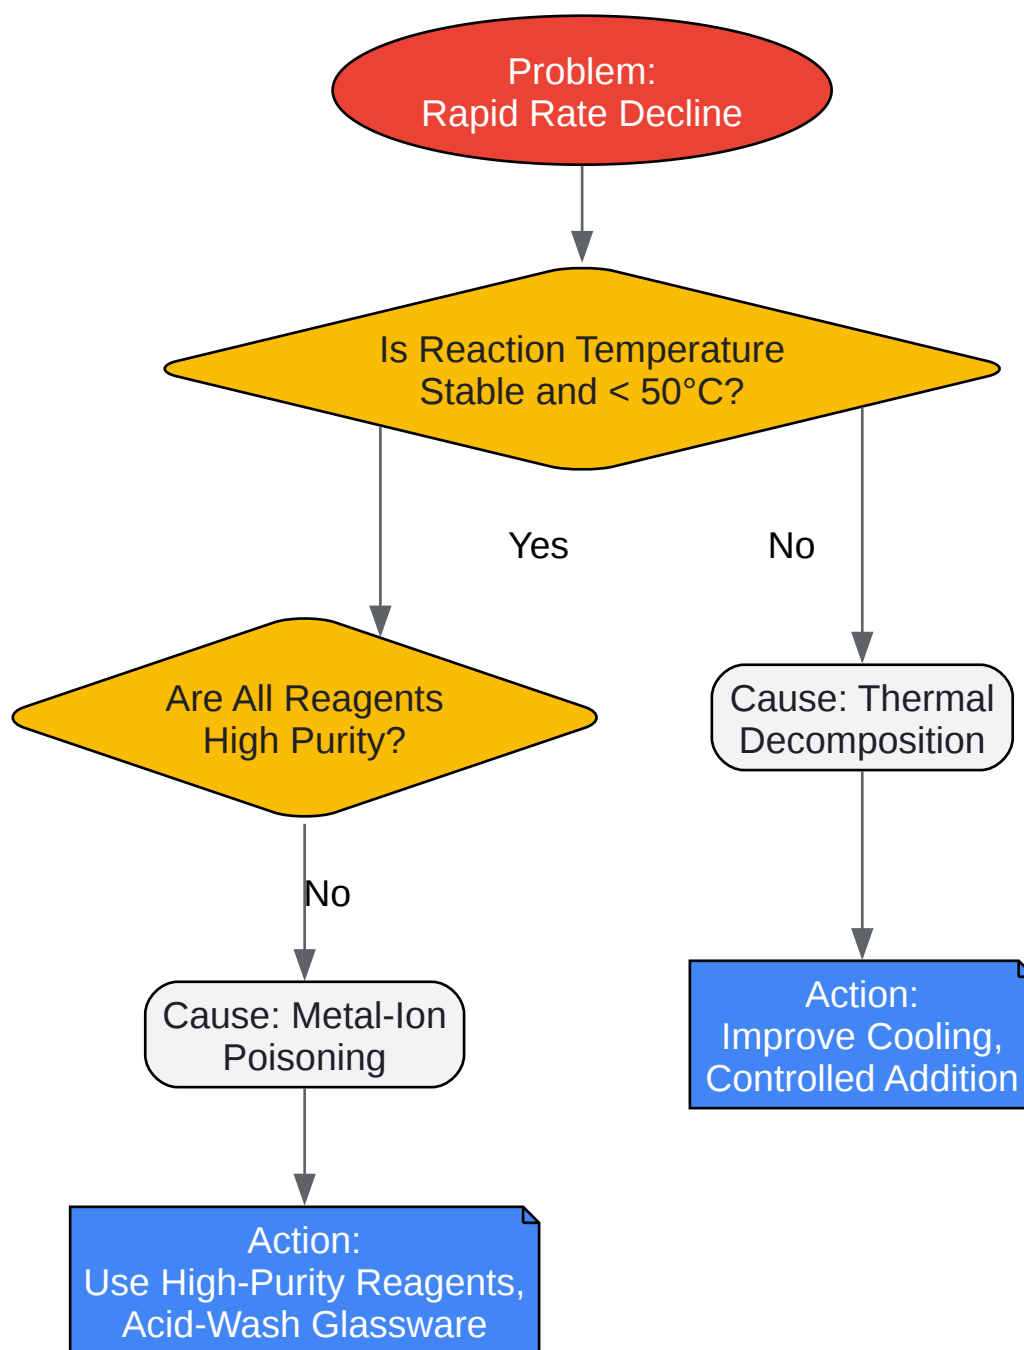 Problem:
Rapid Rate Decline
Is Reaction Temperature
Stable and < 50°C?
Yes
No
Are All Reagents
High Purity?
Cause: Thermal
Decomposition
No
Cause: Metal-Ion
Poisoning
Action:
Improve Cooling,
Controlled Addition
Action:
Use High-Purity Reagents,
Acid-Wash Glassware